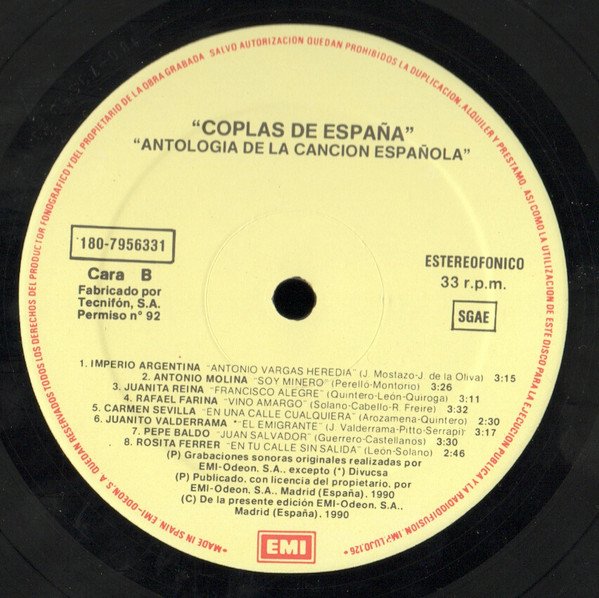 SALVO AUTORIZACION QUEDAN PROHIBIDOS LA DUPLICACION, ALQUILER Y PRESTAMO, ASI COMO LA UTILIZACION DE ESTE DISCO PARA LA EJECUCION PUBLICA Y LA RADIODIFUSION. IMP. LUJO, 126 •
• MADE IN SPAIN EMI-ODEON, S.A. QUEDAN RESERVADOS TODOS LOS DERECHOS DEL PRODUCTOR FONOGRAFICO Y DEL PROPIETARIO DE LA OBRA GRABADA
"COPLAS DE ESPAÑA"
"ANTOLOGIA DE LA CANCION ESPAÑOLA"
180-7956331
Cara B
Fabricado por
Tecnifón, S.A.
Permiso n° 92
ESTEREOFONICO
33 r.p.m.
SGAE
1. IMPERIO ARGENTINA "ANTONIO VARGAS HEREDIA" (J. Mostazo-J. de la Oliva) 3:15
2. ANTONIO MOLINA "SOY MINERO" (Perelló-Montorio) 3:26
3. JUANITA REINA "FRANCISCO ALEGRE" (Quintero-León-Quiroga) 3:11
4. RAFAEL FARINA "VINO AMARGO" (Solano-Cabello-R. Freire) 3:32
5. CARMEN SEVILLA "EN UNA CALLE CUALQUIERA" (Arozamena-Quintero) 2:30
6. JUANITO VALDERRAMA *"EL EMIGRANTE" (J. Valderrama-Pitto-Serrapi) 3:17
7. PEPE BALDO "JUAN SALVADOR" (Guerrero-Castellanos) 3:30
8. ROSITA FERRER "EN TU CALLE SIN SALIDA" (León-Solano) 2:46
(P) Grabaciones sonoras originales realizadas por
EMI-Odeon. S.A., excepto (*) Divucsa
(P) Publicado. con licencia del propietario. por
EMI-Odeon. S.A., Madrid (España). 1990
(C) De la presente edición EMI-Odeon. S.A.,
Madrid (España). 1990
EMI